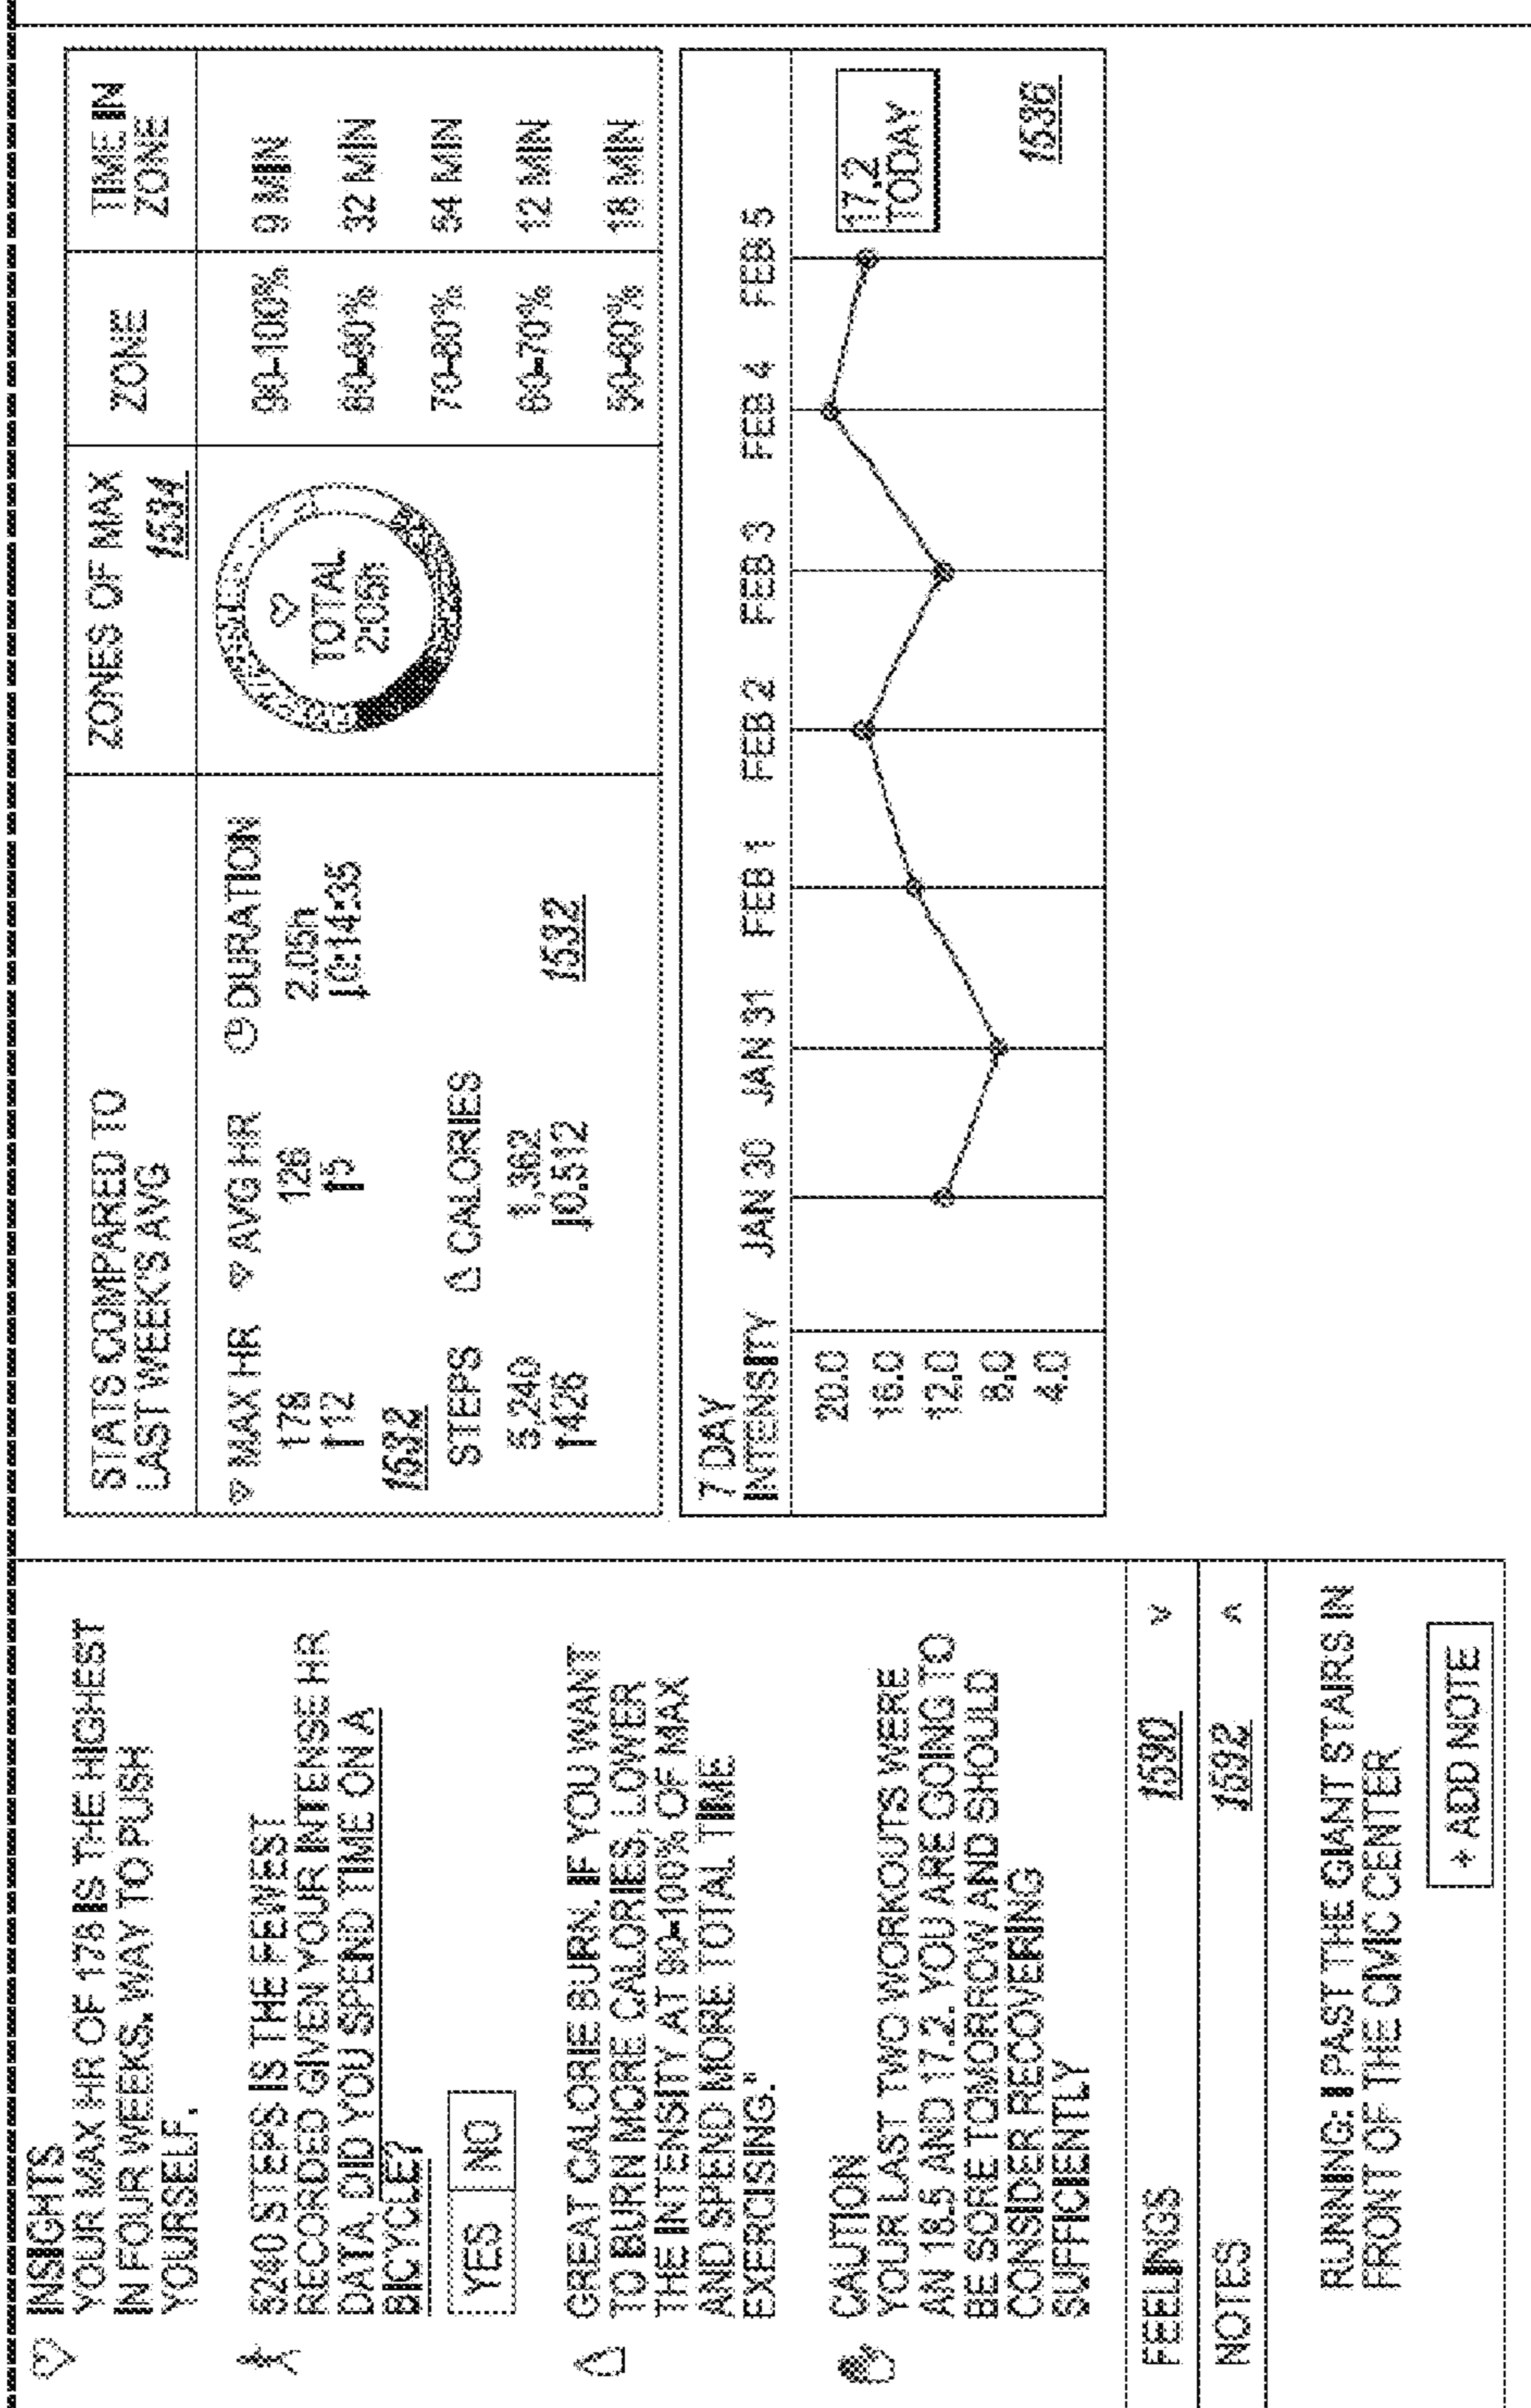 INSIGHTS
YOUR MAX HR OF 178 IS THE HIGHEST
IN FOUR WEEKS. WAY TO PUSH
YOURSELF.
5240 STEPS IS THE FEWEST
RECORDED GIVEN YOUR INTENSE HR
DATA, DID YOU SPEND TIME ON A
BICYCLE?
YES NO
GREAT CALORIE BURN. IF YOU WANT
TO BURN MORE CALORIES, LOWER
THE INTENSITY AT 90-100% OF MAX
AND SPEND MORE TOTAL TIME
EXERCISING."
CAUTION
YOUR LAST TWO WORKOUTS WERE
AN 18.5 AND 17.2. YOU ARE GOING TO
BE SORE TOMORROW AND SHOULD
CONSIDER RECOVERING
SUFFICIENTLY
FEELINGS 1590 v
NOTES 1592 ^
RUNNING: I PAST THE GIANT STAIRS IN
FRONT OF THE CIVIC CENTER
+ ADD NOTE
STATS COMPARED TO
LAST WEEK'S AVG
MAX HR AVG HR DURATION
178 126 2.05h
12 5 0:14:35
1532
STEPS CALORIES
5,240 1,362
426 0.512
1532
ZONES OF MAX
1534
TOTAL
2:05h
ZONE TIME IN
ZONE
90-100% 9 MIN
80-90% 32 MIN
70-80% 54 MIN
60-70% 12 MIN
50-60% 18 MIN
7 DAY
INTENSITY JAN 30 JAN 31 FEB 1 FEB 2 FEB 3 FEB 4 FEB 5
20.0
16.0
12.0
8.0
4.0
17.2
TODAY
1536